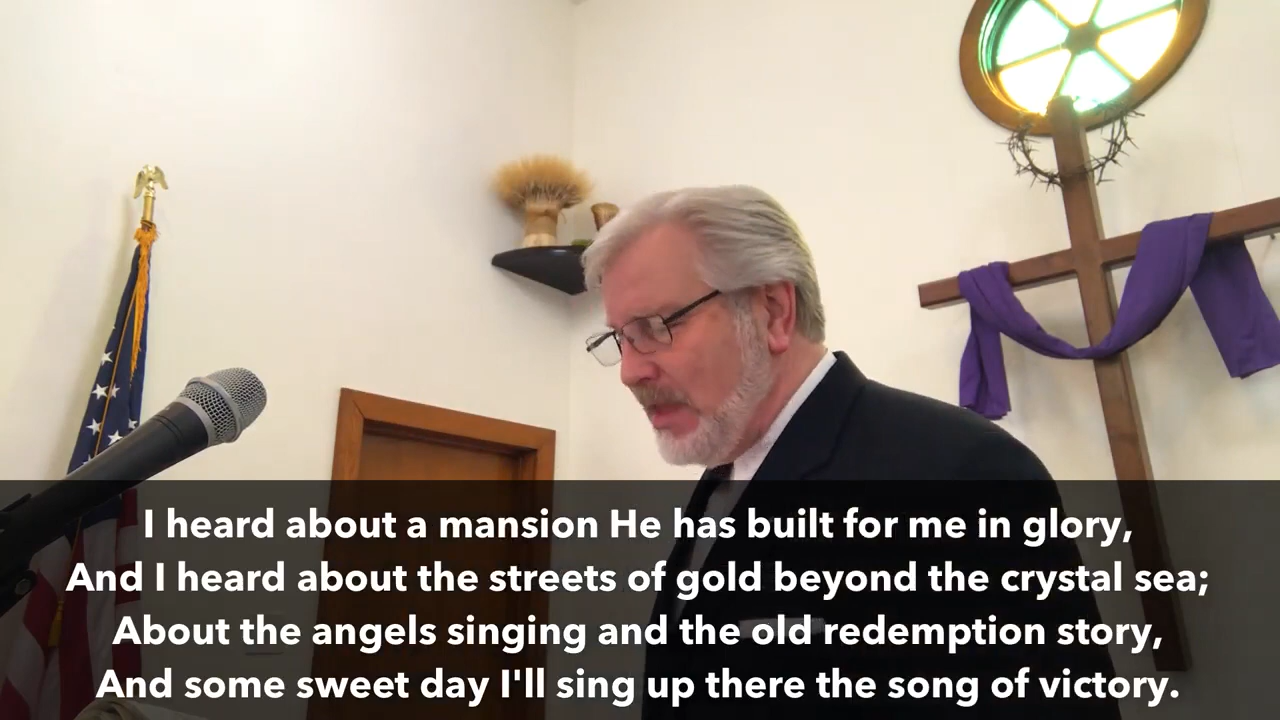 I heard about a mansion He has built for me in glory,
And I heard about the streets of gold beyond the crystal sea;
About the angels singing and the old redemption story,
And some sweet day I'll sing up there the song of victory.